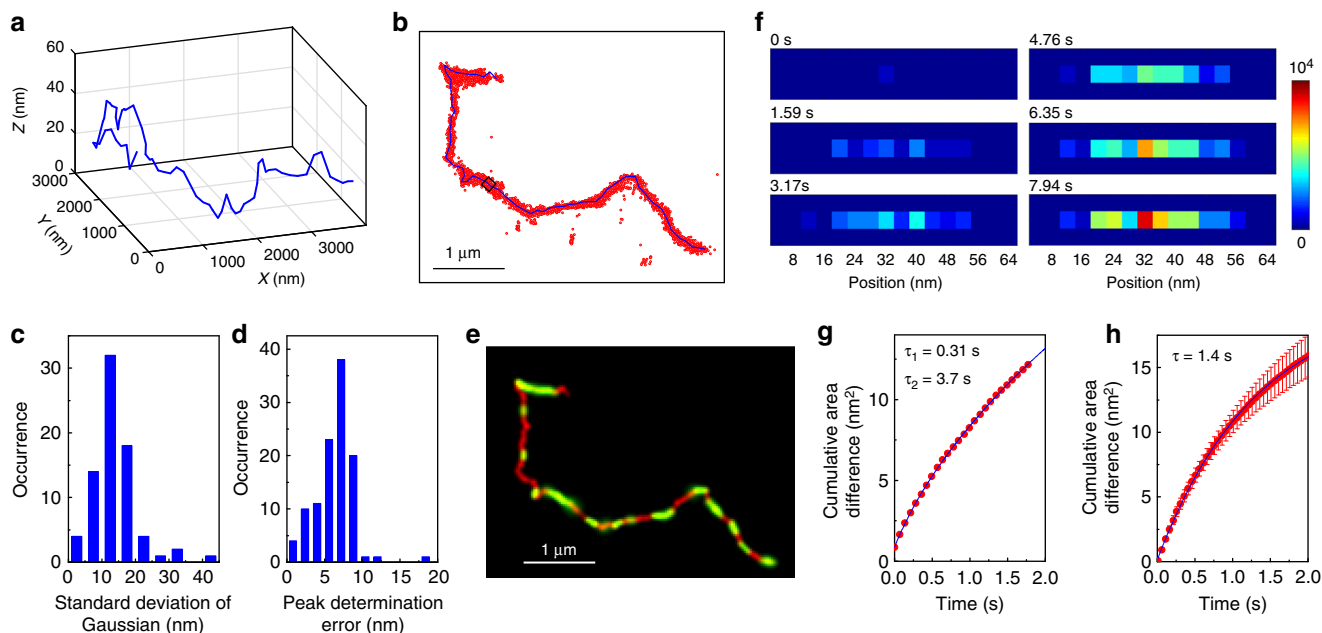 a
60
40
20
0
Z (nm)
3000
2000
1000
0
Y (nm)
0
1000
2000
3000
X (nm)
b
1 μm
c
30
20
10
0
Occurrence
0 10 20 30 40
Standard deviation of
Gaussian (nm)
d
40
30
20
10
0
Occurrence
0 5 10 15 20
Peak determination
error (nm)
e
1 μm
f
0 s
1.59 s
3.17s
8 16 24 32 40 48 56 64
Position (nm)
4.76 s
6.35 s
7.94 s
8 16 24 32 40 48 56 64
Position (nm)
10⁴
0
g
τ₁ = 0.31 s
τ₂ = 3.7 s
10
5
0
Cumulative area
difference (nm²)
0.0 0.5 1.0 1.5 2.0
Time (s)
h
τ = 1.4 s
15
10
5
0
Cumulative area
difference (nm²)
0.0 0.5 1.0 1.5 2.0
Time (s)